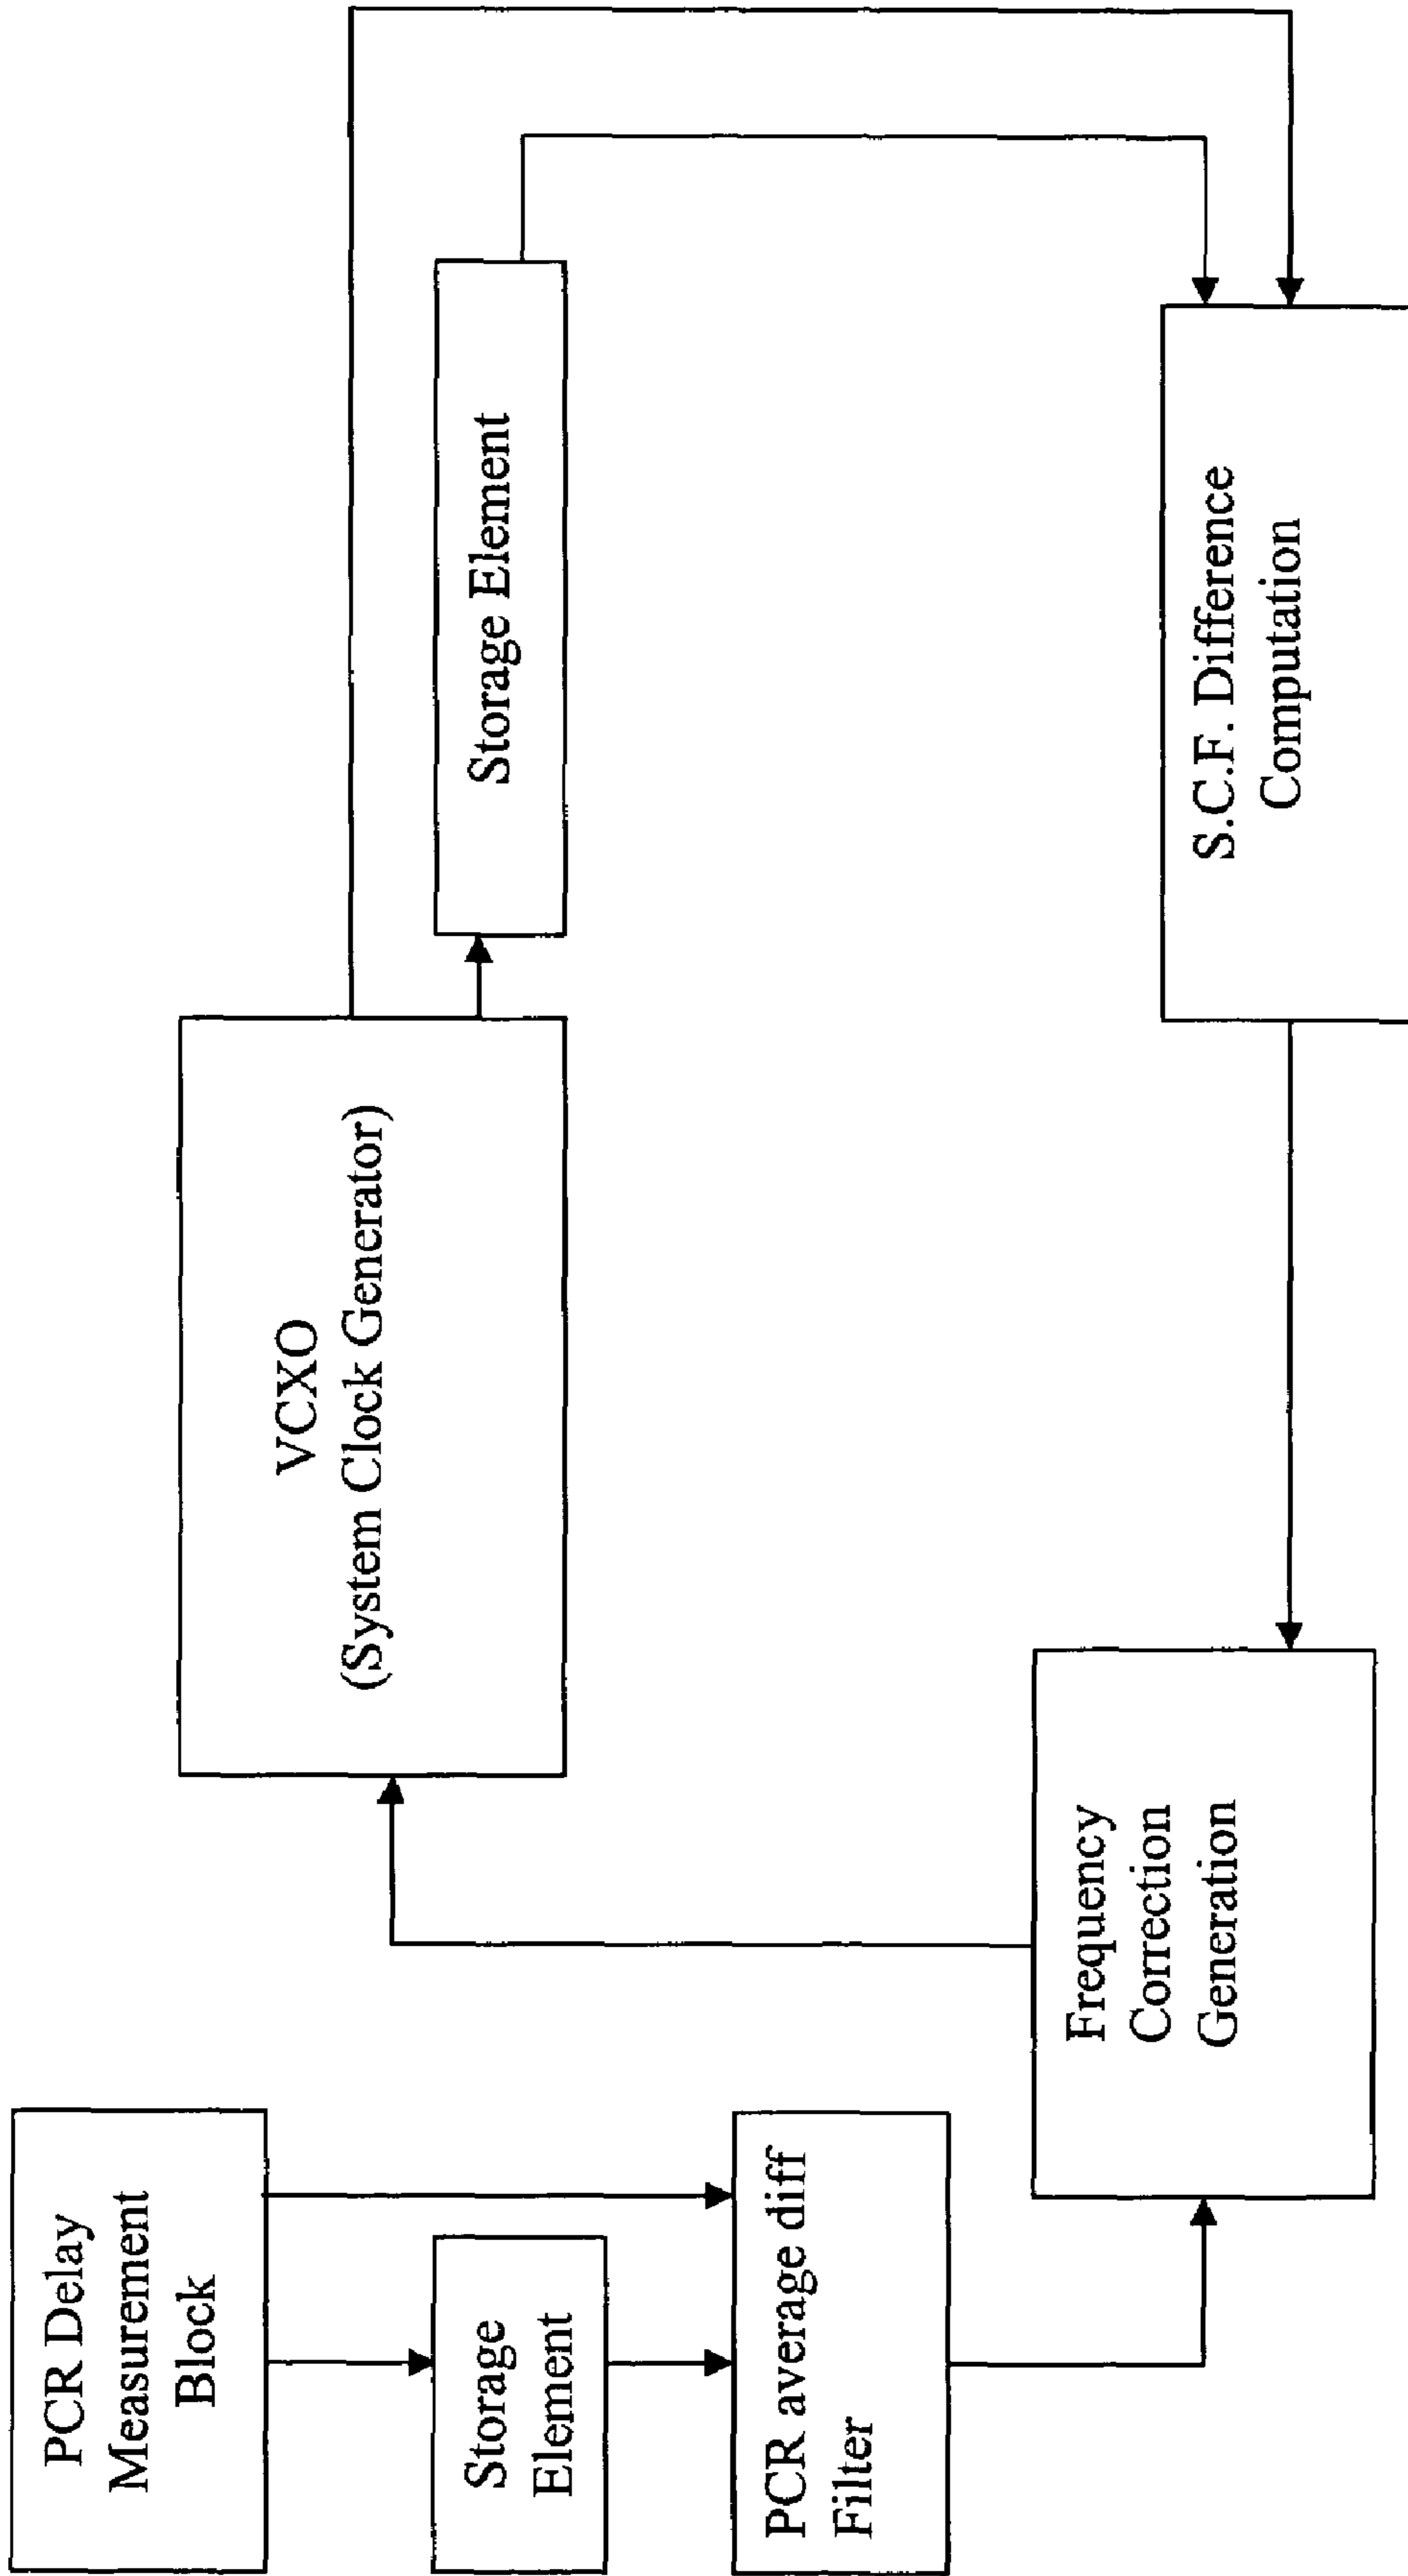 PCR Delay
Measurement
Block
Storage
Element
PCR average diff
Filter
Frequency
Correction
Generation
VCXO
(System Clock Generator)
Storage Element
S.C.F. Difference
Computation